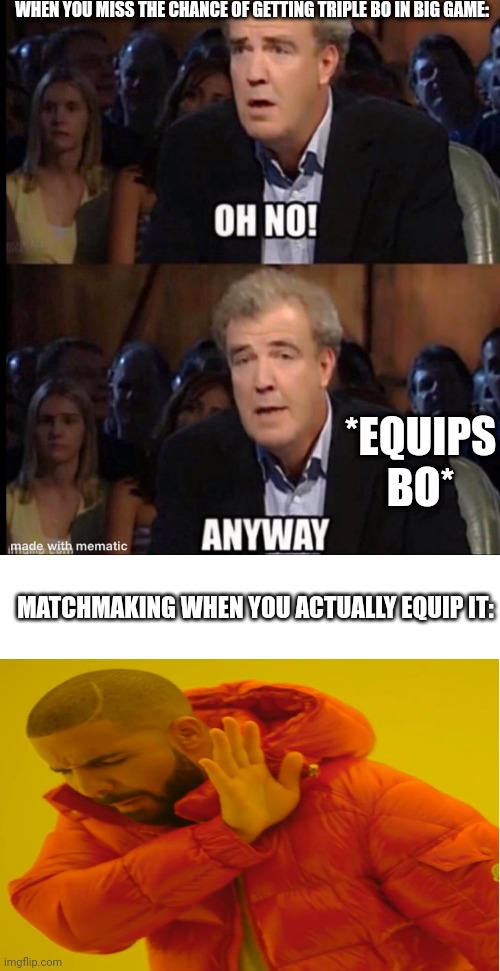 WHEN YOU MISS THE CHANCE OF GETTING TRIPLE BO IN BIG GAME:
OH NO!
*EQUIPS
BO*
ANYWAY
made with mematic
MATCHMAKING WHEN YOU ACTUALLY EQUIP IT:
imgflip.com